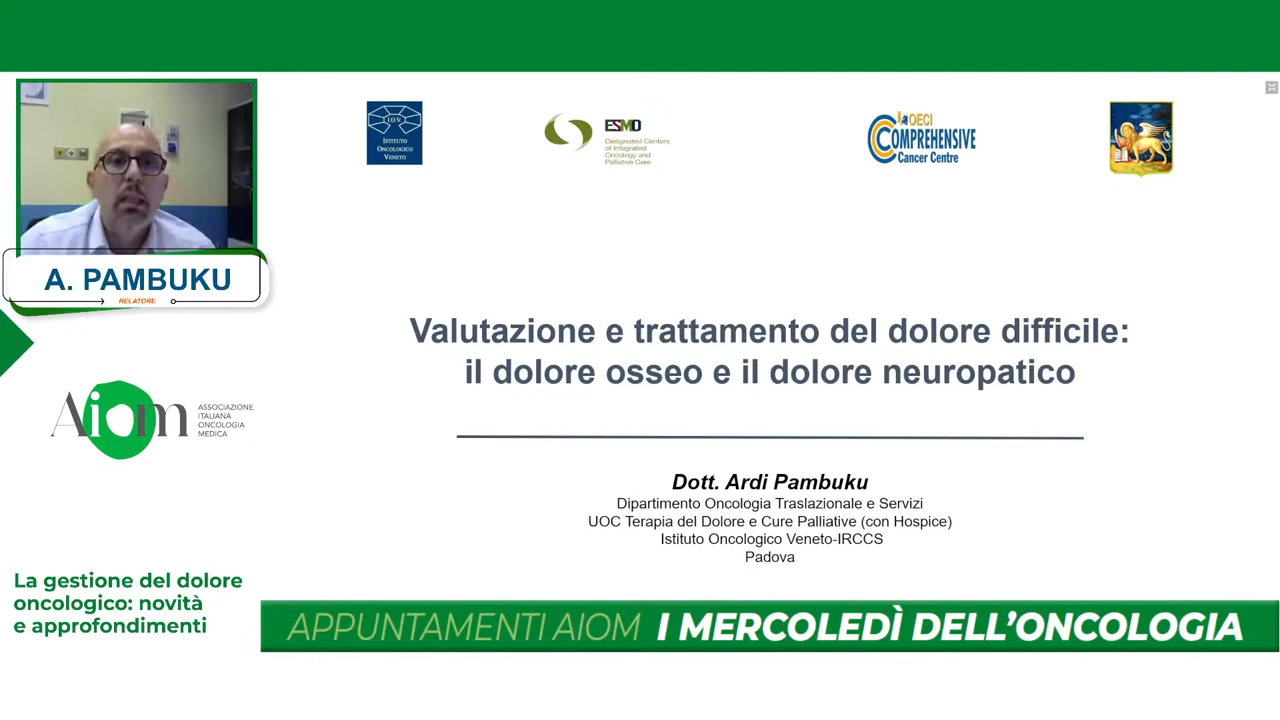 I.O.V.
ISTITUTO
ONCOLOGICO
VENETO
ESMO
Designated Centers
of Integrated
Oncology and
Palliative Care
OECI
COMPREHENSIVE
Cancer Centre
A. PAMBUKU
RELATORE
Valutazione e trattamento del dolore difficile:
il dolore osseo e il dolore neuropatico
Aiom
ASSOCIAZIONE
ITALIANA
ONCOLOGIA
MEDICA
Dott. Ardi Pambuku
Dipartimento Oncologia Traslazionale e Servizi
UOC Terapia del Dolore e Cure Palliative (con Hospice)
Istituto Oncologico Veneto-IRCCS
Padova
La gestione del dolore
oncologico: novità
e approfondimenti
APPUNTAMENTI AIOM I MERCOLEDÌ DELL'ONCOLOGIA